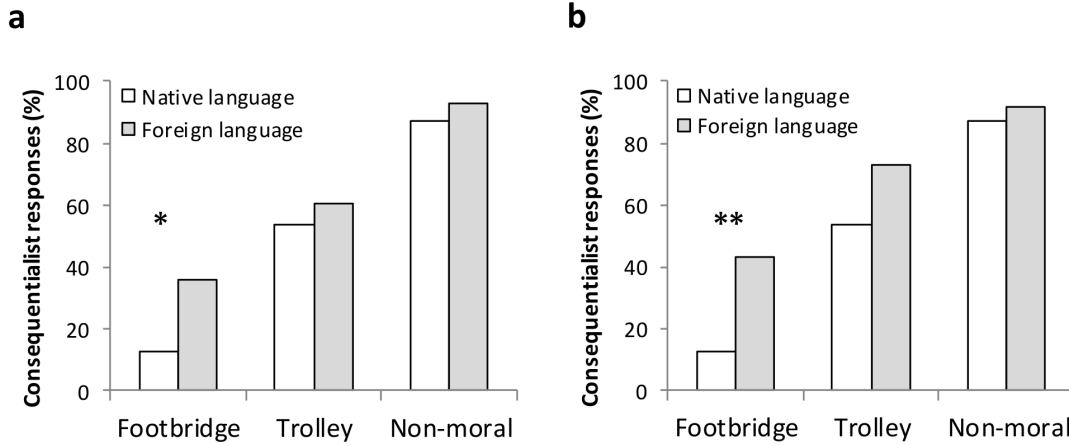 a
Consequentialist responses (%)
100
80
60
40
20
0
Native language
Foreign language
*
Footbridge Trolley Non-moral
b
Consequentialist responses (%)
100
80
60
40
20
0
Native language
Foreign language
**
Footbridge Trolley Non-moral